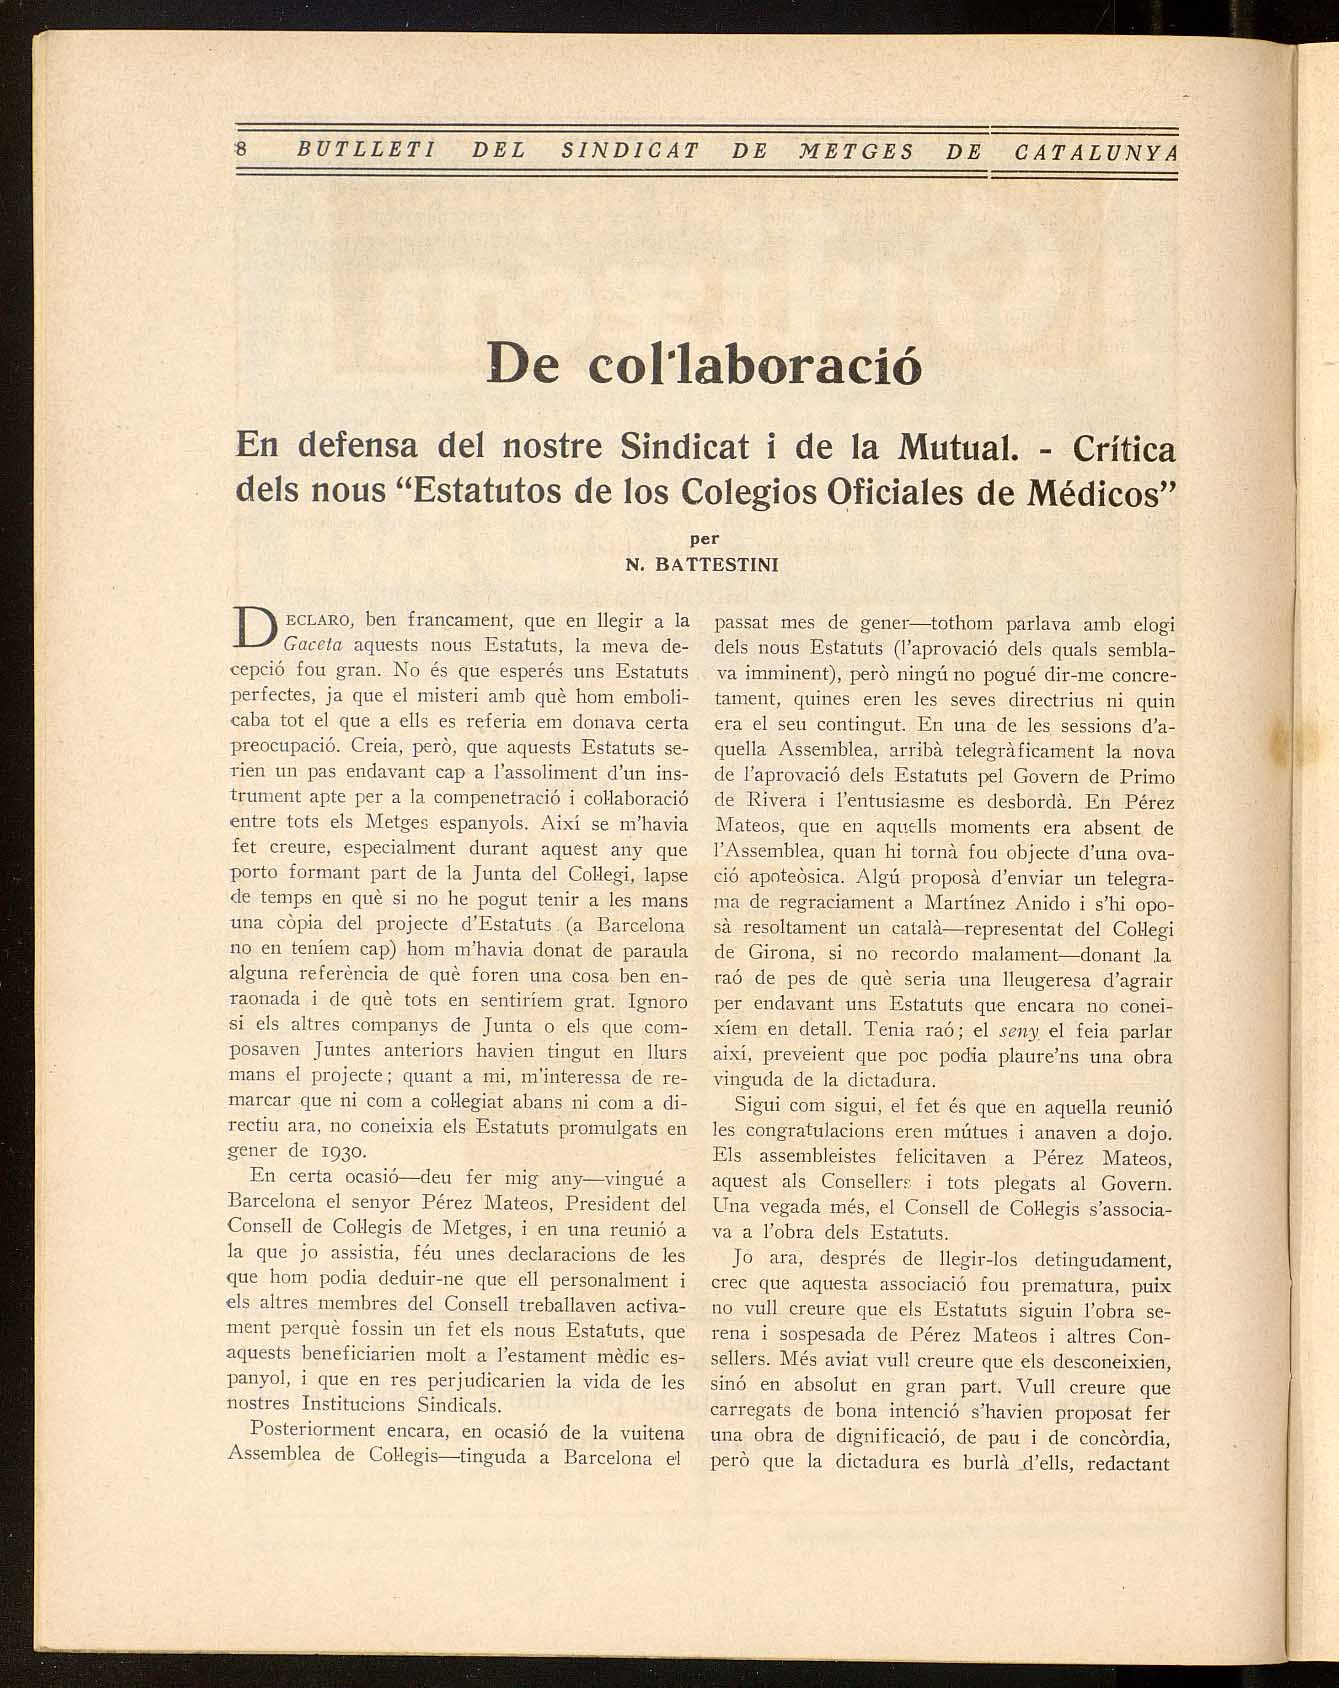 8 BUTLLETI DEL SINDICAT DE METGES DE CATALUNYA
De col·laboració
En defensa del nostre Sindicat i de la Mutual. - Crítica
dels nous “Estatutos de los Colegios Oficiales de Médicos”
per
N. BATTESTINI
DECLARO, ben francament, que en llegir a la
Gaceta aquests nous Estatuts, la meva de-
cepció fou gran. No és que esperés uns Estatuts
perfectes, ja que el misteri amb què hom emboli-
caba tot el que a ells es referia em donava certa
preocupació. Creia, però, que aquests Estatuts se-
rien un pas endavant cap a l'assoliment d'un ins-
trument apte per a la compenetració i col·laboració
entre tots els Metges espanyols. Així se m'havia
fet creure, especialment durant aquest any que
porto formant part de la Junta del Col·legi, lapse
de temps en què si no he pogut tenir a les mans
una còpia del projecte d'Estatuts (a Barcelona
no en teníem cap) hom m'havia donat de paraula
alguna referència de què foren una cosa ben en-
raonada i de què tots en sentiríem grat. Ignoro
si els altres companys de Junta o els que com-
posaven Juntes anteriors havien tingut en llurs
mans el projecte; quant a mi, m'interessa de re-
marcar que ni com a col·legiat abans ni com a di-
rectiu ara, no coneixia els Estatuts promulgats en
gener de 1930.
En certa ocasió—deu fer mig any—vingué a
Barcelona el senyor Pérez Mateos, President del
Consell de Col·legis de Metges, i en una reunió a
la que jo assistia, féu unes declaracions de les
que hom podia deduir-ne que ell personalment i
els altres membres del Consell treballaven activa-
ment perquè fossin un fet els nous Estatuts, que
aquests beneficiarien molt a l'estament mèdic es-
panyol, i que en res perjudicarien la vida de les
nostres Institucions Sindicals.
Posteriorment encara, en ocasió de la vuitena
Assemblea de Col·legis—tinguda a Barcelona el
passat mes de gener—tothom parlava amb elogi
dels nous Estatuts (l'aprovació dels quals sembla-
va imminent), però ningú no pogué dir-me concre-
tament, quines eren les seves directrius ni quin
era el seu contingut. En una de les sessions d'a-
quella Assemblea, arribà telegràficament la nova
de l'aprovació dels Estatuts pel Govern de Primo
de Rivera i l'entusiasme es desbordà. En Pérez
Mateos, que en aquells moments era absent de
l'Assemblea, quan hi tornà fou objecte d'una ova-
ció apoteòsica. Algú proposà d'enviar un telegra-
ma de regraciament a Martínez Anido i s'hi opo-
sà resoltament un català—representat del Col·legi
de Girona, si no recordo malament—donant la
raó de pes de què seria una lleugeresa d'agrair
per endavant uns Estatuts que encara no conei-
xíem en detall. Tenia raó; el seny el feia parlar
així, preveient que poc podia plaure'ns una obra
vinguda de la dictadura.
Sigui com sigui, el fet és que en aquella reunió
les congratulacions eren mútues i anaven a dojo.
Els assembleistes felicitaven a Pérez Mateos,
aquest als Consellers i tots plegats al Govern.
Una vegada més, el Consell de Col·legis s'associa-
va a l'obra dels Estatuts.
Jo ara, després de llegir-los detingudament,
crec que aquesta associació fou prematura, puix
no vull creure que els Estatuts siguin l'obra se-
rena i sospesada de Pérez Mateos i altres Con-
sellers. Més aviat vull creure que els desconeixien,
sinó en absolut en gran part. Vull creure que
carregats de bona intenció s'havien proposat fer
una obra de dignificació, de pau i de concòrdia,
però que la dictadura es burlà d'ells, redactant